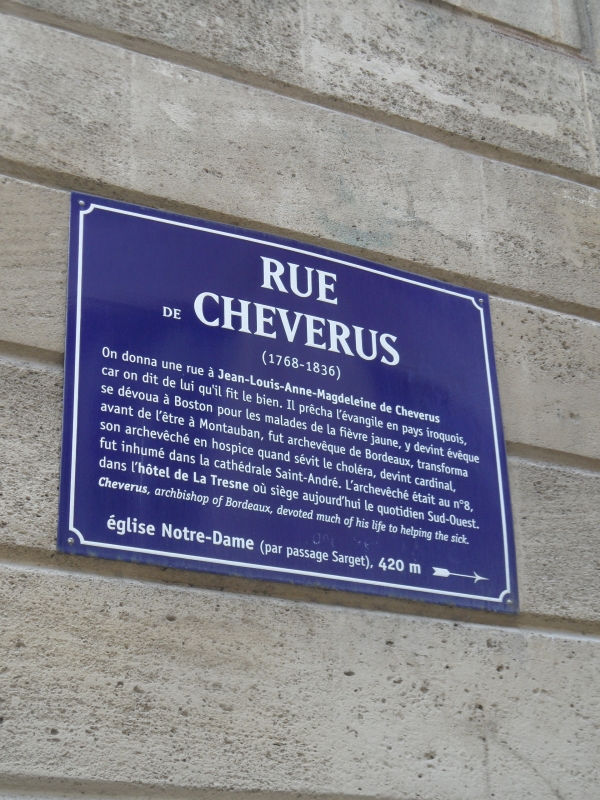 RUE
DE CHEVERUS
(1768-1836)
On donna une rue à Jean-Louis-Anne-Magdeleine de Cheverus
car on dit de lui qu'il fit le bien. Il prêcha l'évangile en pays iroquois,
se dévoua à Boston pour les malades de la fièvre jaune, y devint évêque
avant de l'être à Montauban, fut archevêque de Bordeaux, transforma
son archevêché en hospice quand sévit le choléra, devint cardinal,
fut inhumé dans la cathédrale Saint-André. L'archevêché était au n°8,
dans l'hôtel de La Tresne où siège aujourd'hui le quotidien Sud-Ouest.
Cheverus, archbishop of Bordeaux, devoted much of his life to helping the sick.
église Notre-Dame (par passage Sarget), 420 m